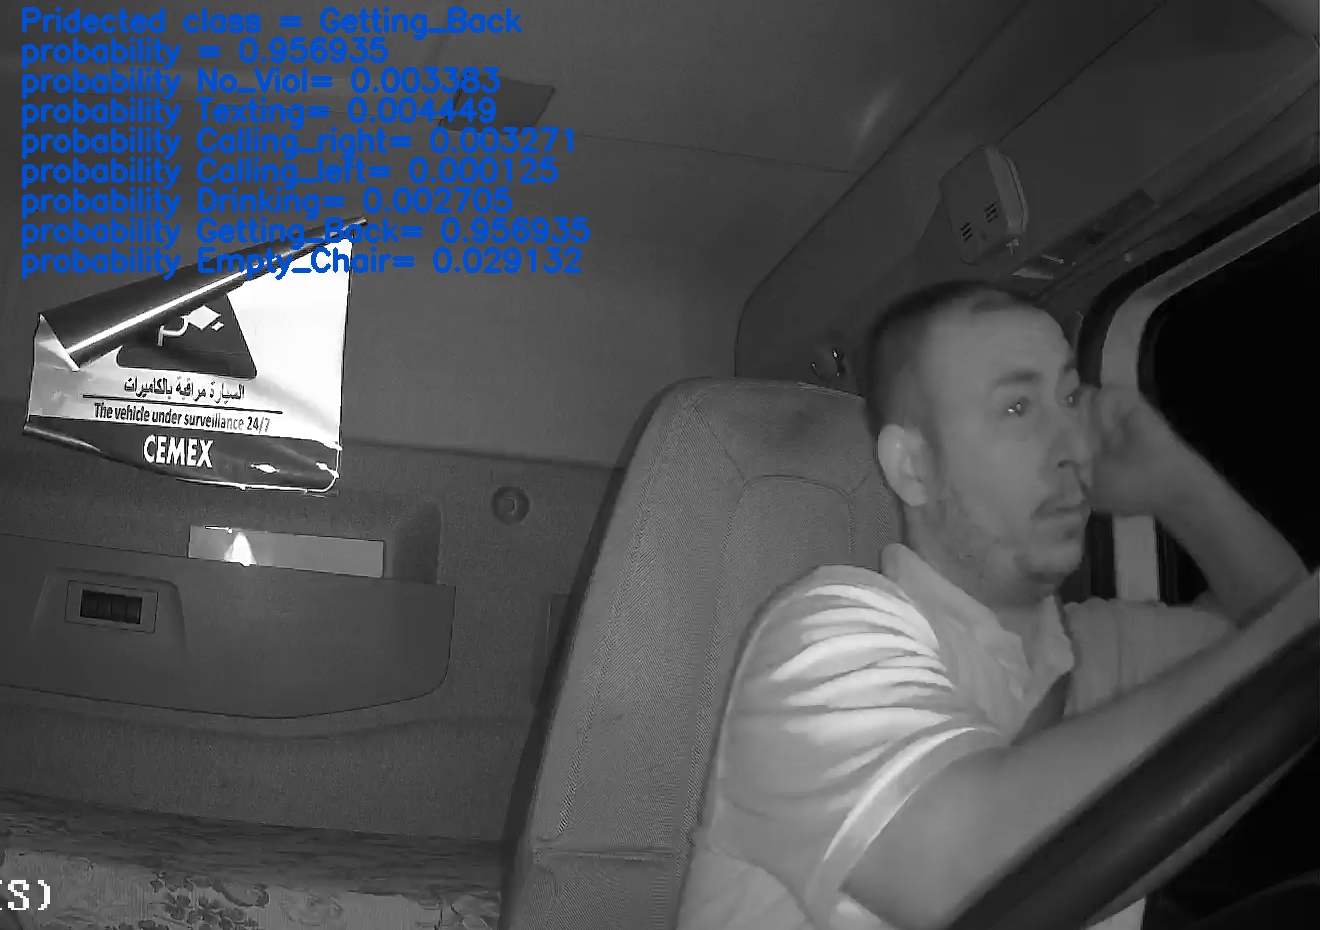 Pridected class = Getting_Back
probability = 0.956935
probability No_Viol= 0.003383
probability Texting= 0.004449
probability Calling_right= 0.003271
probability Calling_left= 0.000125
probability Drinking= 0.002705
probability Getting_Back= 0.956935
probability Empty_Chair= 0.029132
السيارة مراقبة بالكاميرات
The vehicle under surveillance 24/7
CEMEX
S)